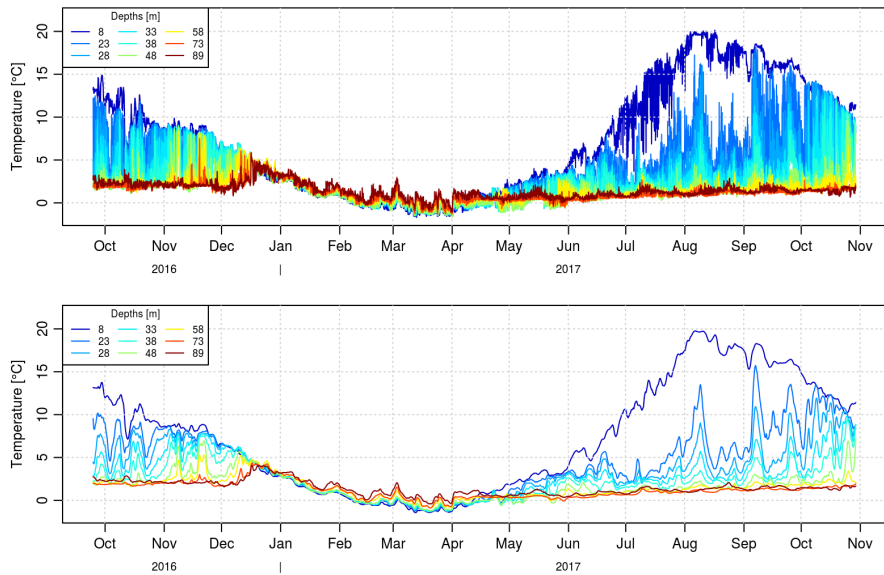 Depths [m]
8 33 58
23 38 73
28 48 89
Temperature [°C]
20
15
10
5
0
Oct Nov Dec Jan Feb Mar Apr May Jun Jul Aug Sep Oct Nov
2016 | 2017
Depths [m]
8 33 58
23 38 73
28 48 89
Temperature [°C]
20
15
10
5
0
Oct Nov Dec Jan Feb Mar Apr May Jun Jul Aug Sep Oct Nov
2016 | 2017